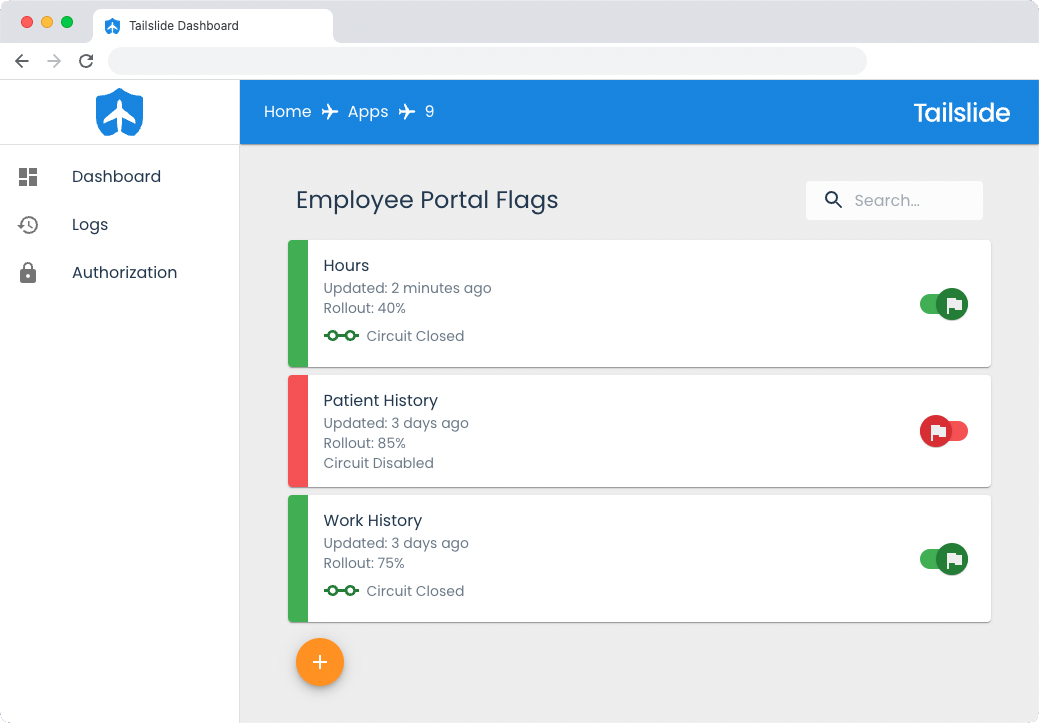 Tailslide Dashboard
Home Apps 9
Tailslide
Dashboard
Logs
Authorization
Employee Portal Flags
Search...
Hours
Updated: 2 minutes ago
Rollout: 40%
Circuit Closed
Patient History
Updated: 3 days ago
Rollout: 85%
Circuit Disabled
Work History
Updated: 3 days ago
Rollout: 75%
Circuit Closed